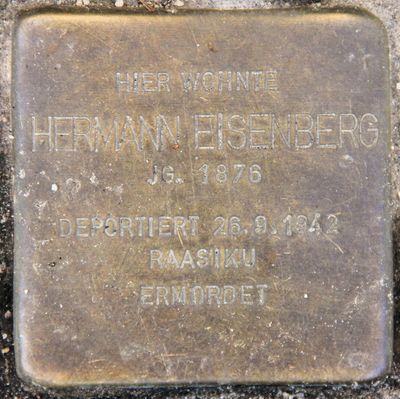 HIER WOHNTE
HERMANN EISENBERG
JG. 1876
DEPORTIERT 26.9.1942
RAASIKU
ERMORDET